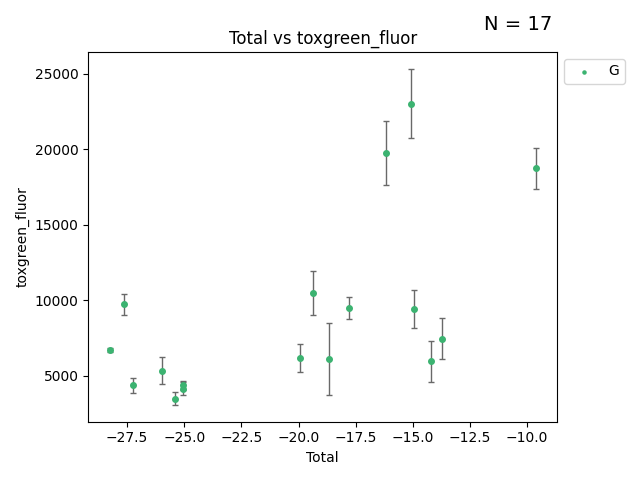 N = 17
Total vs toxgreen_fluor
G
25000
20000
15000
10000
5000
toxgreen_fluor
−27.5 −25.0 −22.5 −20.0 −17.5 −15.0 −12.5 −10.0
Total